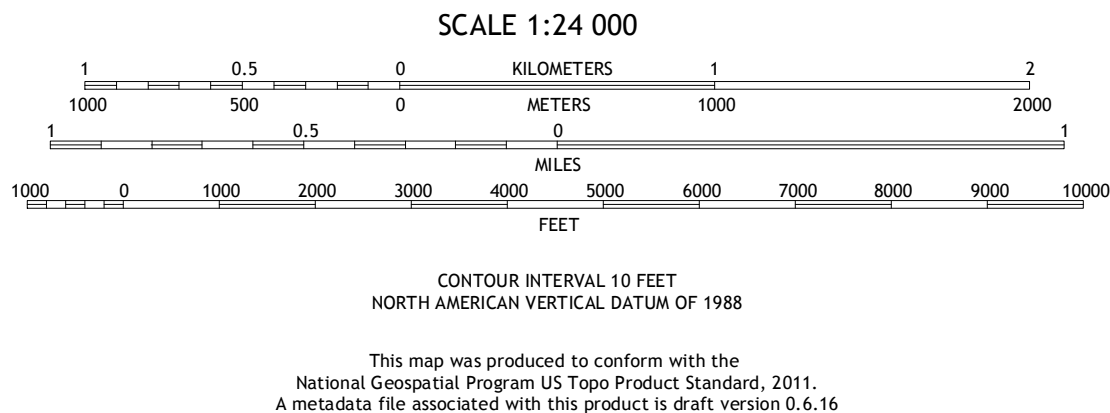 SCALE 1:24 000
1 0.5 0 KILOMETERS 1 2
1000 500 0 METERS 1000 2000
1 0.5 0 1
MILES
1000 0 1000 2000 3000 4000 5000 6000 7000 8000 9000 10000
FEET
CONTOUR INTERVAL 10 FEET
NORTH AMERICAN VERTICAL DATUM OF 1988
This map was produced to conform with the
National Geospatial Program US Topo Product Standard, 2011.
A metadata file associated with this product is draft version 0.6.16